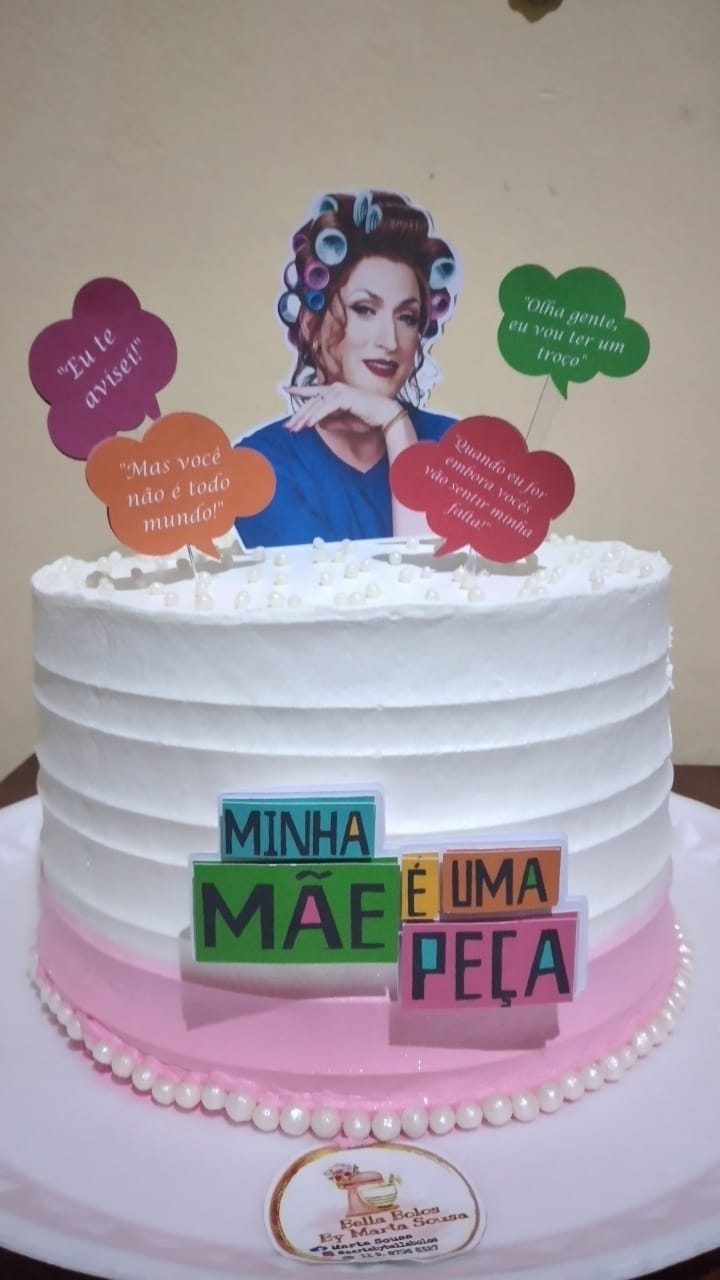 "Eu te
avisei!"
"Mas você
não é todo
mundo!"
"Olha gente,
eu vou ter um
troço"
"Quando eu for
embora vocês
vão sentir minha
falta!"
MINHA
MÃE É UMA
PEÇA
Bella Bolos
By Marta Sousa
Marta Sousa